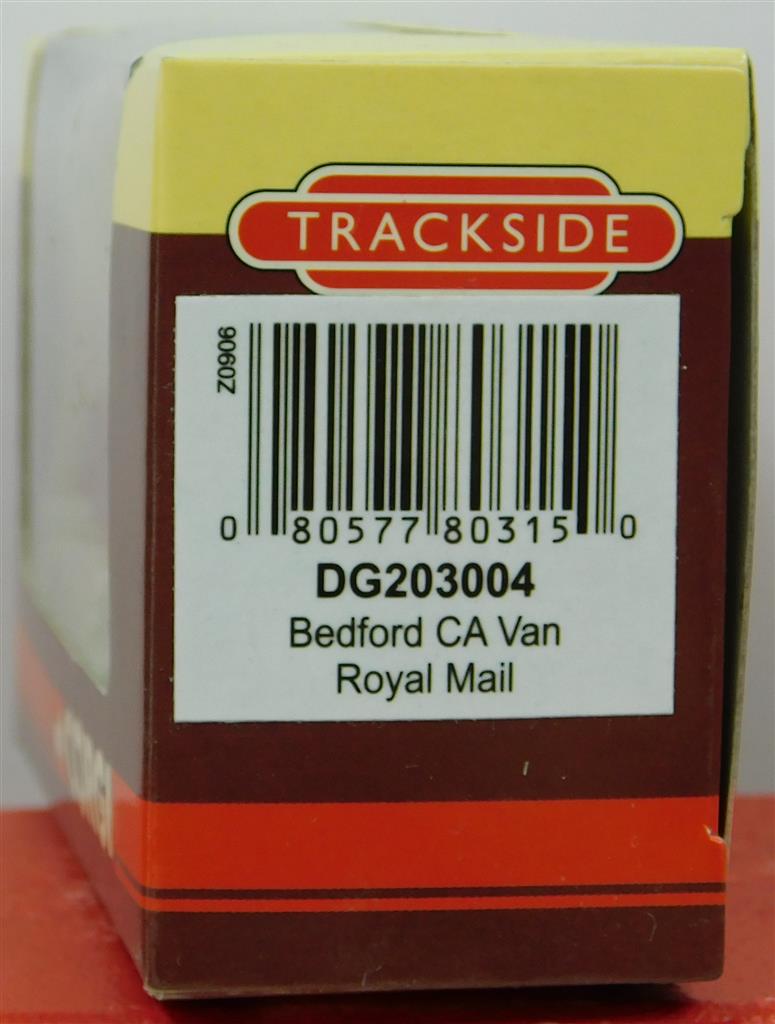 TRACKSIDE
Z0906
0 80577 80315 0
DG203004
Bedford CA Van
Royal Mail